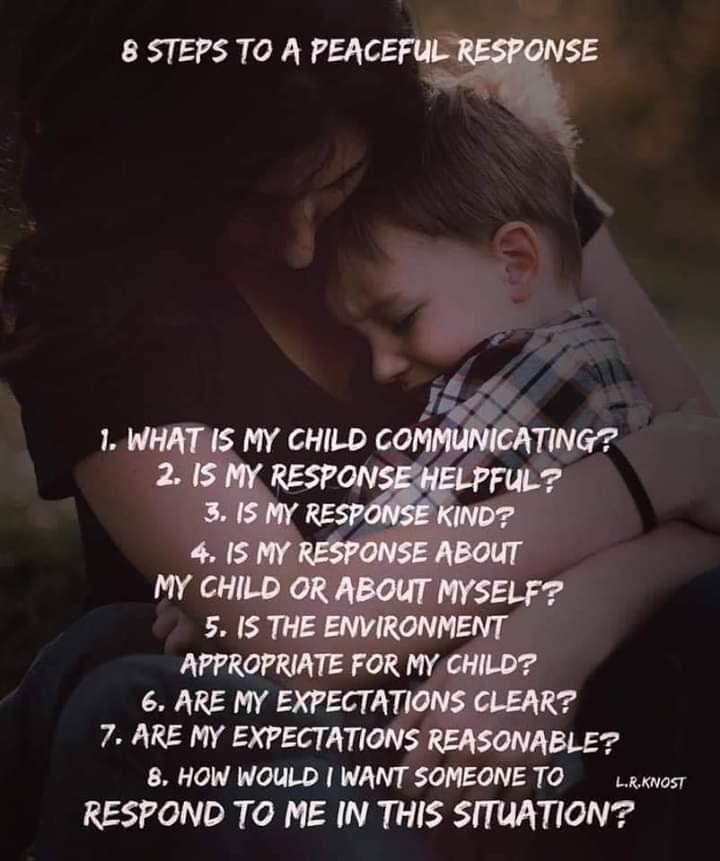 8 STEPS TO A PEACEFUL RESPONSE
1. WHAT IS MY CHILD COMMUNICATING?
2. IS MY RESPONSE HELPFUL?
3. IS MY RESPONSE KIND?
4. IS MY RESPONSE ABOUT
MY CHILD OR ABOUT MYSELF?
5. IS THE ENVIRONMENT
APPROPRIATE FOR MY CHILD?
6. ARE MY EXPECTATIONS CLEAR?
7. ARE MY EXPECTATIONS REASONABLE?
8. HOW WOULD I WANT SOMEONE TO
RESPOND TO ME IN THIS SITUATION?
L.R.KNOST